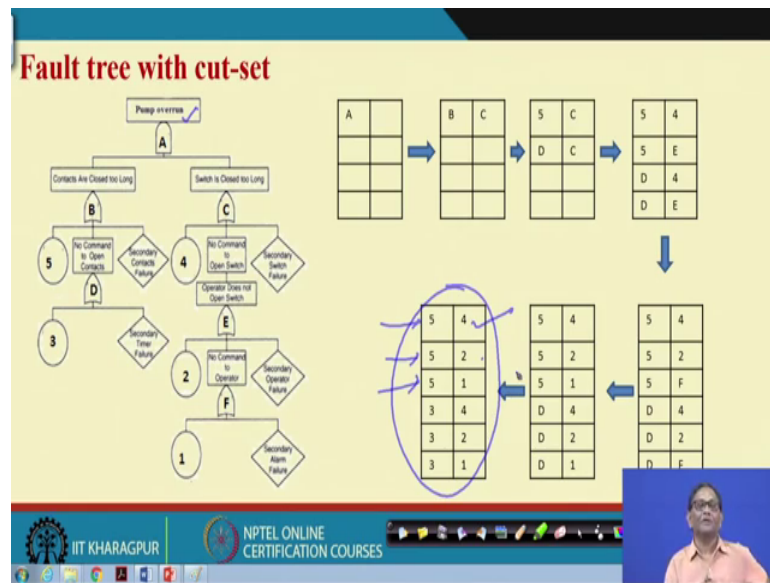 Fault tree with cut-set
Pump overrun
A
Contacts Are Closed too Long
Switch Is Closed too Long
B
C
5
No Command
to Open
Contacts
Secondary
Contacts
Failure
4
No Command
to
Open Switch
Secondary
Switch
Failure
D
Operator Does not
Open Switch
3
Secondary
Timer
Failure
E
2
No Command
to
Operator
Secondary
Operator
Failure
F
1
Secondary
Alarm
Failure
A
B C
5 C
D C
5 4
5 E
D 4
D E
5 4
5 2
5 F
D 4
D 2
D F
5 4
5 2
5 1
D 4
D 2
D 1
5 4
5 2
5 1
3 4
3 2
3 1
IIT KHARAGPUR
NPTEL ONLINE
CERTIFICATION COURSES